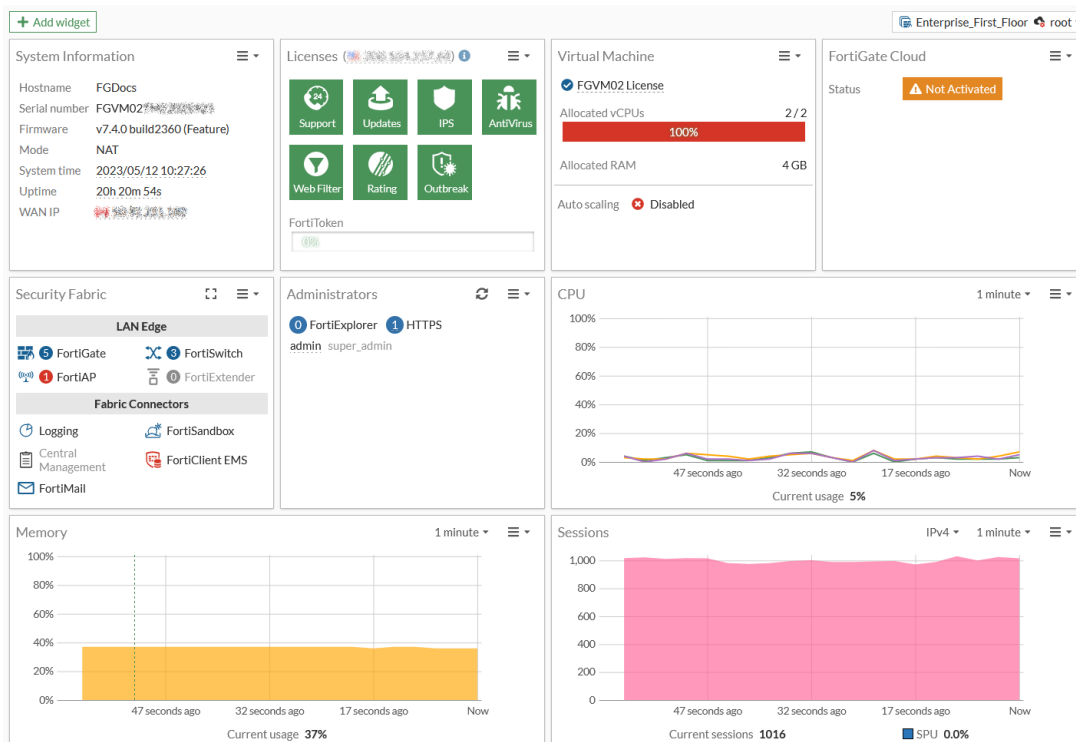 Add widget
Enterprise_First_Floor root
System Information
Hostname FGDocs
Serial number FGVM02
Firmware v7.4.0 build2360 (Feature)
Mode NAT
System time 2023/05/12 10:27:26
Uptime 20h 20m 54s
WAN IP
Licenses (
Support Updates IPS AntiVirus
Web Filter Rating Outbreak
FortiToken
Virtual Machine
FGVM02 License
Allocated vCPUs 2 / 2
100%
Allocated RAM 4 GB
Auto scaling Disabled
FortiGate Cloud
Status Not Activated
Security Fabric
LAN Edge
5 FortiGate 3 FortiSwitch
1 FortiAP 0 FortiExtender
Fabric Connectors
Logging FortiSandbox
Central
Management
FortiClient EMS
FortiMail
Administrators
0 FortiExplorer 1 HTTPS
admin super_admin
CPU 1 minute
100%
80%
60%
40%
20%
0%
47 seconds ago 32 seconds ago 17 seconds ago Now
Current usage 5%
Memory 1 minute
100%
80%
60%
40%
20%
0%
47 seconds ago 32 seconds ago 17 seconds ago Now
Current usage 37%
Sessions IPv4 1 minute
1,000
800
600
400
200
0
47 seconds ago 32 seconds ago 17 seconds ago Now
Current sessions 1016 SPU 0.0%